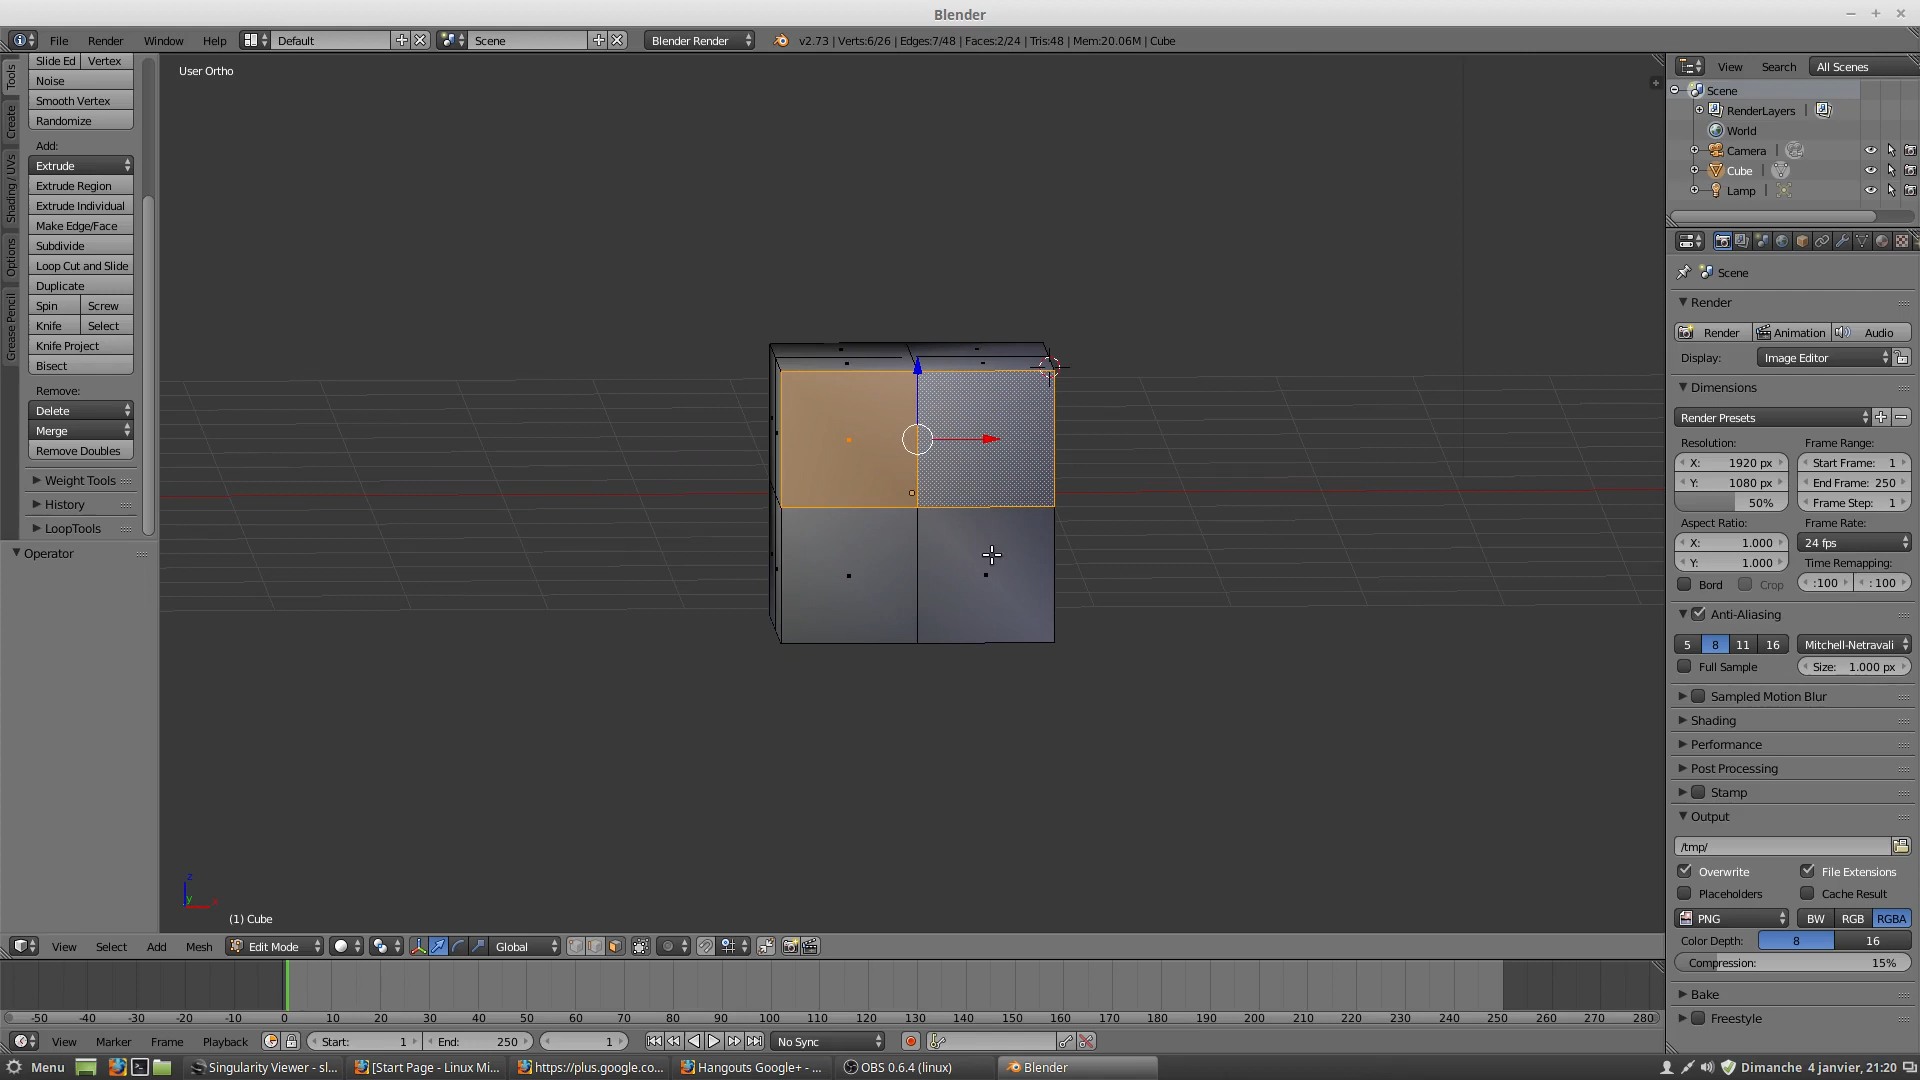 Blender
File Render Window Help Default Scene Blender Render v2.73 | Verts:6/26 | Edges:7/48 | Faces:2/24 | Tris:48 | Mem:20.06M | Cube
Tools
Create
Shading / UVs
Options
Grease Pencil
Slide Ed Vertex
Noise
Smooth Vertex
Randomize
Add:
Extrude
Extrude Region
Extrude Individual
Make Edge/Face
Subdivide
Loop Cut and Slide
Duplicate
Spin Screw
Knife Select
Knife Project
Bisect
Remove:
Delete
Merge
Remove Doubles
Weight Tools
History
LoopTools
Operator
User Ortho
z
y
x
(1) Cube
View Search All Scenes
Scene
RenderLayers |
World
Camera |
Cube |
Lamp |
Scene
Render
Render Animation Audio
Display: Image Editor
Dimensions
Render Presets
Resolution: Frame Range:
X: 1920 px Start Frame: 1
Y: 1080 px End Frame: 250
50% Frame Step: 1
Aspect Ratio: Frame Rate:
X: 1.000 24 fps
Y: 1.000 Time Remapping:
Bord Crop :100 : 100
Anti-Aliasing
5 8 11 16 Mitchell-Netravali
Full Sample Size: 1.000 px
Sampled Motion Blur
Shading
Performance
Post Processing
Stamp
Output
/tmp/
Overwrite File Extensions
Placeholders Cache Result
PNG BW RGB RGBA
Color Depth: 8 16
Compression: 15%
Bake
Freestyle
View Select Add Mesh Edit Mode Global
-50 -40 -30 -20 -10 0 10 20 30 40 50 60 70 80 90 100 110 120 130 140 150 160 170 180 190 200 210 220 230 240 250 260 270 280
View Marker Frame Playback Start: 1 End: 250 1 No Sync
Menu Singularity Viewer - sl... [Start Page - Linux Mi... https://plus.google.co... Hangouts Google+ - ... OBS 0.6.4 (linux) Blender Dimanche 4 janvier, 21:20